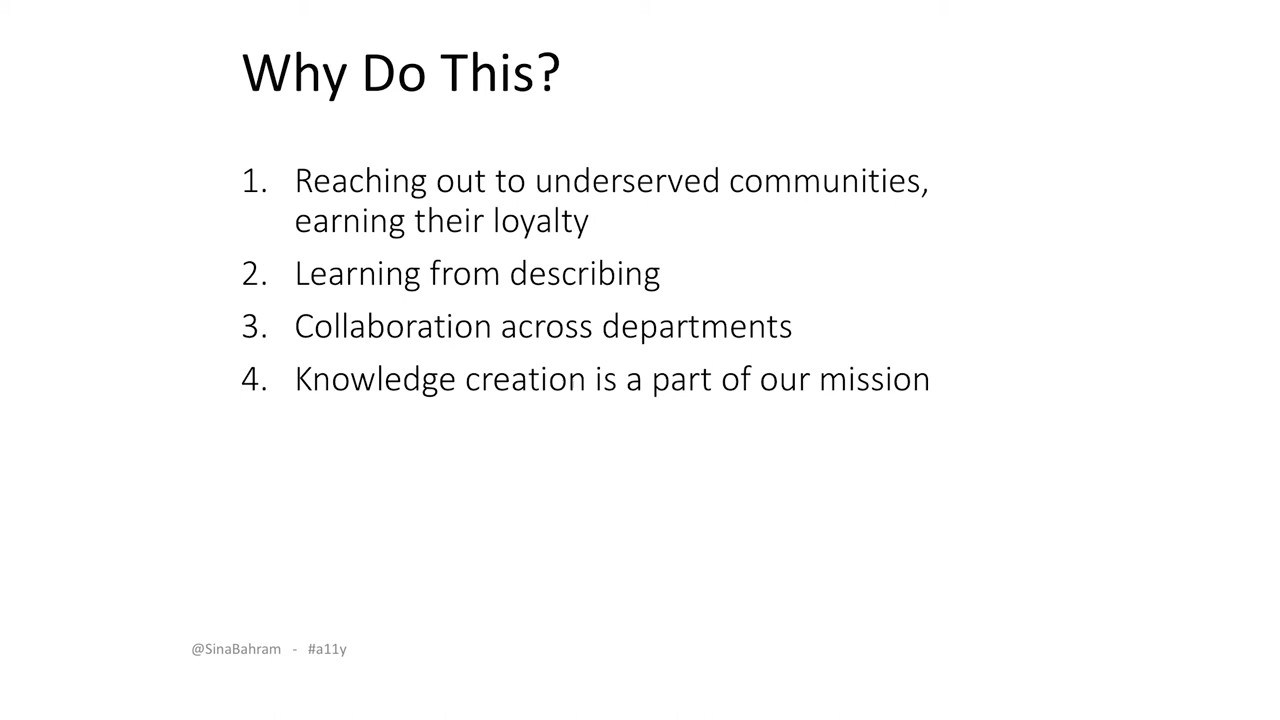 Why Do This?
1. Reaching out to underserved communities,
earning their loyalty
2. Learning from describing
3. Collaboration across departments
4. Knowledge creation is a part of our mission
@SinaBahram - #a11y